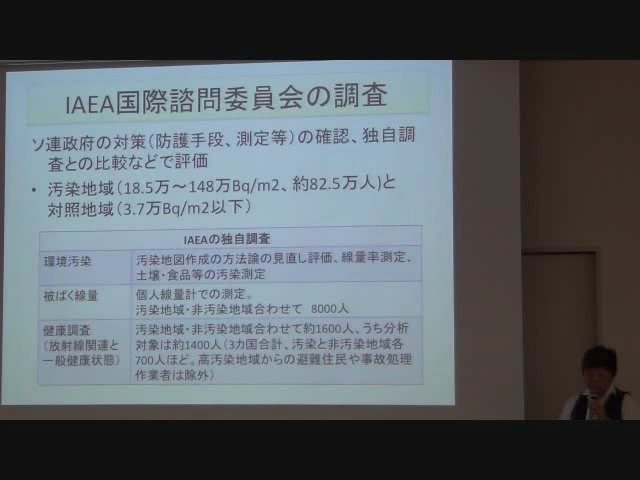 IAEA国際諮問委員会の調査
ソ連政府の対策（防護手段、測定等）の確認、独自調
査との比較などで評価
• 汚染地域（18.5万～148万Bq/m2、約82.5万人)と
対照地域（3.7万Bq/m2以下）
IAEAの独自調査
環境汚染
汚染地図作成の方法論の見直し評価、線量率測定、
土壌・食品等の汚染測定
被ばく線量
個人線量計での測定。
汚染地域・非汚染地域合わせて 8000人
健康調査
（放射線関連と
一般健康状態）
汚染地域・非汚染地域合わせて約1600人、うち分析
対象は約1400人（3カ国合計、汚染と非汚染地域各
700人ほど。高汚染地域からの避難住民や事故処理
作業者は除外）